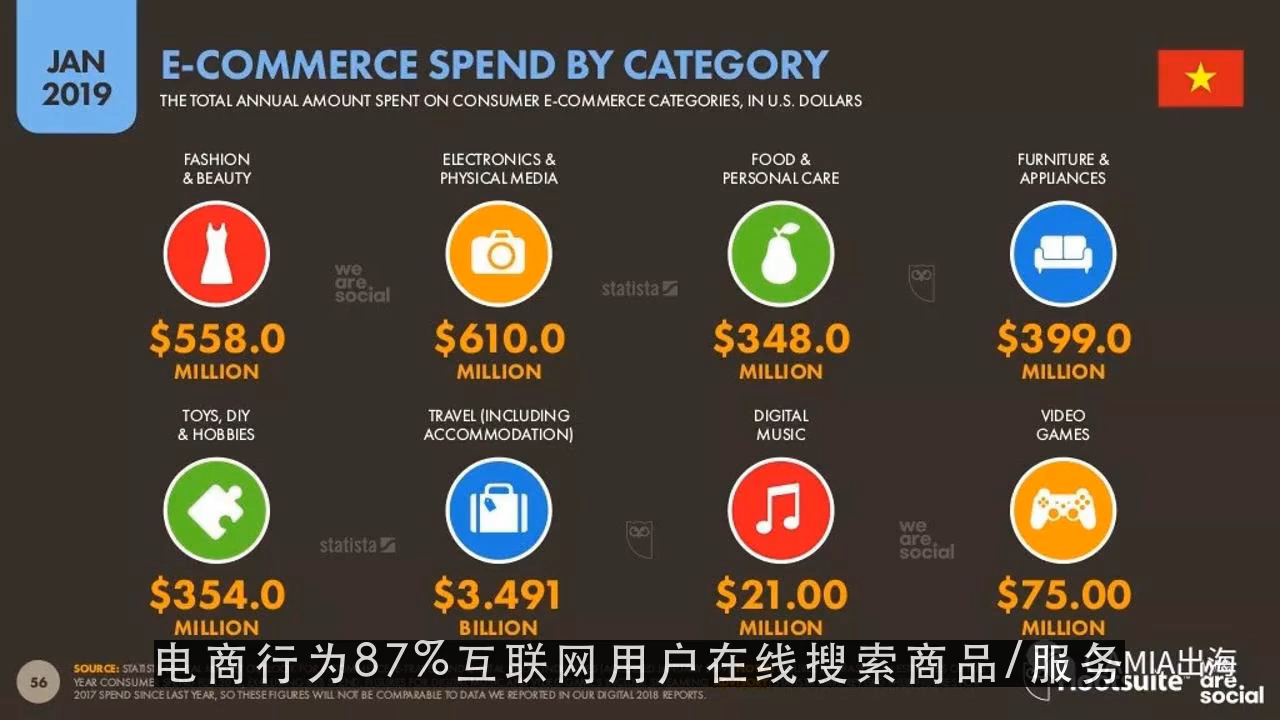 JAN
2019
E-COMMERCE SPEND BY CATEGORY
THE TOTAL ANNUAL AMOUNT SPENT ON CONSUMER E-COMMERCE CATEGORIES, IN U.S. DOLLARS
FASHION
& BEAUTY
ELECTRONICS &
PHYSICAL MEDIA
FOOD &
PERSONAL CARE
FURNITURE &
APPLIANCES
we
are
social
statista
$558.0
MILLION
$610.0
MILLION
$348.0
MILLION
$399.0
MILLION
TOYS, DIY
& HOBBIES
TRAVEL (INCLUDING
ACCOMMODATION)
DIGITAL
MUSIC
VIDEO
GAMES
statista
we
are
social
$354.0
MILLION
$3.491
BILLION
$21.00
MILLION
$75.00
MILLION
电商行为87%互联网用户在线搜索商品/服务
MIA出海
56
SOURCE:
YEAR
2017 SPEND SINCE LAST YEAR, SO THESE FIGURES WILL NOT BE COMPARABLE TO DATA WE REPORTED IN OUR DIGITAL 2018 REPORTS.
Hootsuite
we
are
social